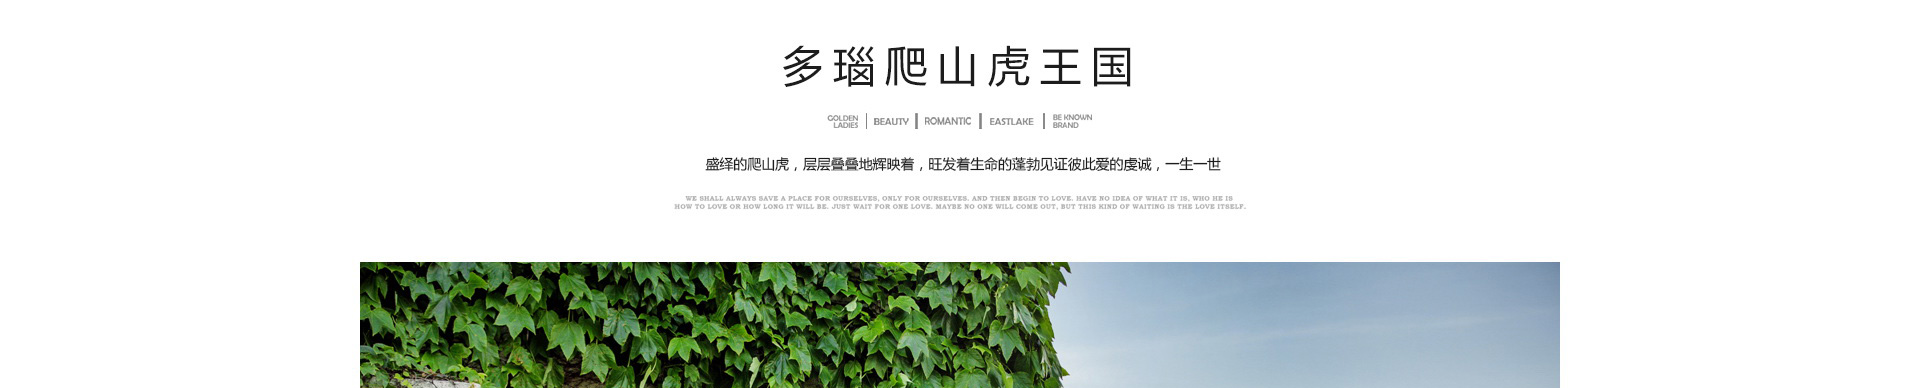 多瑙爬山虎王国
GOLDEN LADIES | BEAUTY | ROMANTIC | EASTLAKE | BE KNOWN BRAND
盛绎的爬山虎，层层叠叠地辉映着，旺发着生命的蓬勃见证彼此爱的虔诚，一生一世
WE SHALL ALWAYS SAVE A PLACE FOR OURSELVES, ONLY FOR OURSELVES. AND THEN BEGIN TO LOVE. HAVE NO IDEA OF WHAT IT IS, WHO HE IS
HOW TO LOVE OR HOW LONG IT WILL BE. JUST WAIT FOR ONE LOVE. MAYBE NO ONE WILL COME OUT, BUT THIS KIND OF WAITING IS THE LOVE ITSELF.